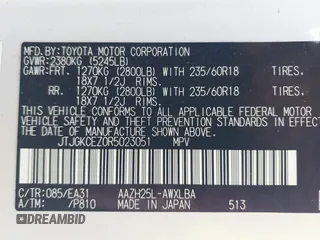 MFD.BY:TOYOTA MOTOR CORPORATION
GVWR:2380KG (5245LB)
GAWR:FRT. 1270KG (2800LB) WITH 235/60R18 TIRES.
18X7 1/2J RIMS.
RR. 1270KG (2800LB) WITH 235/60R18 TIRES.
18X7 1/2J RIMS.
THIS VEHICLE CONFORMS TO ALL APPLICABLE
FEDERAL MOTOR VEHICLE SAFETY AND
THEFT PREVENTION STANDARDS IN EFFECT ON
THE DATE OF MANUFACTURE SHOWN ABOVE.
JTJGKCEZ0R5023051 MPV
C/TR:085/EA31 AAZH25L-AWXLBA
A/TM: /P810 MADE IN JAPAN 513
DREAMBID